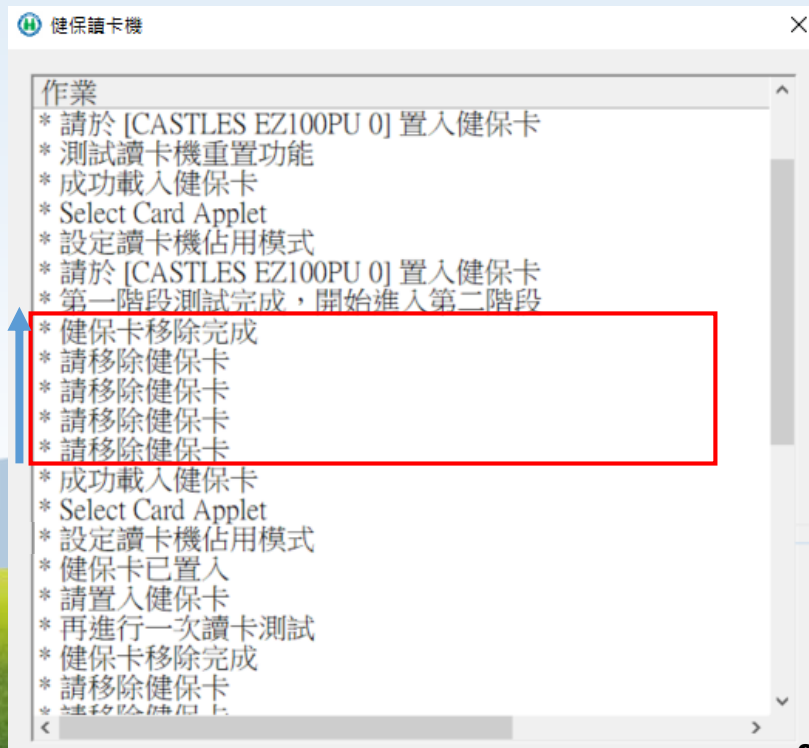 健保讀卡機
作業
* 請於 [CASTLES EZ100PU 0] 置入健保卡
* 測試讀卡機重置功能
* 成功載入健保卡
* Select Card Applet
* 設定讀卡機佔用模式
* 請於 [CASTLES EZ100PU 0] 置入健保卡
* 第一階段測試完成，開始進入第二階段
* 健保卡移除完成
* 請移除健保卡
* 請移除健保卡
* 請移除健保卡
* 請移除健保卡
* 成功載入健保卡
* Select Card Applet
* 設定讀卡機佔用模式
* 健保卡已置入
* 請置入健保卡
* 再進行一次讀卡測試
* 健保卡移除完成
* 請移除健保卡
* 請移除健保卡